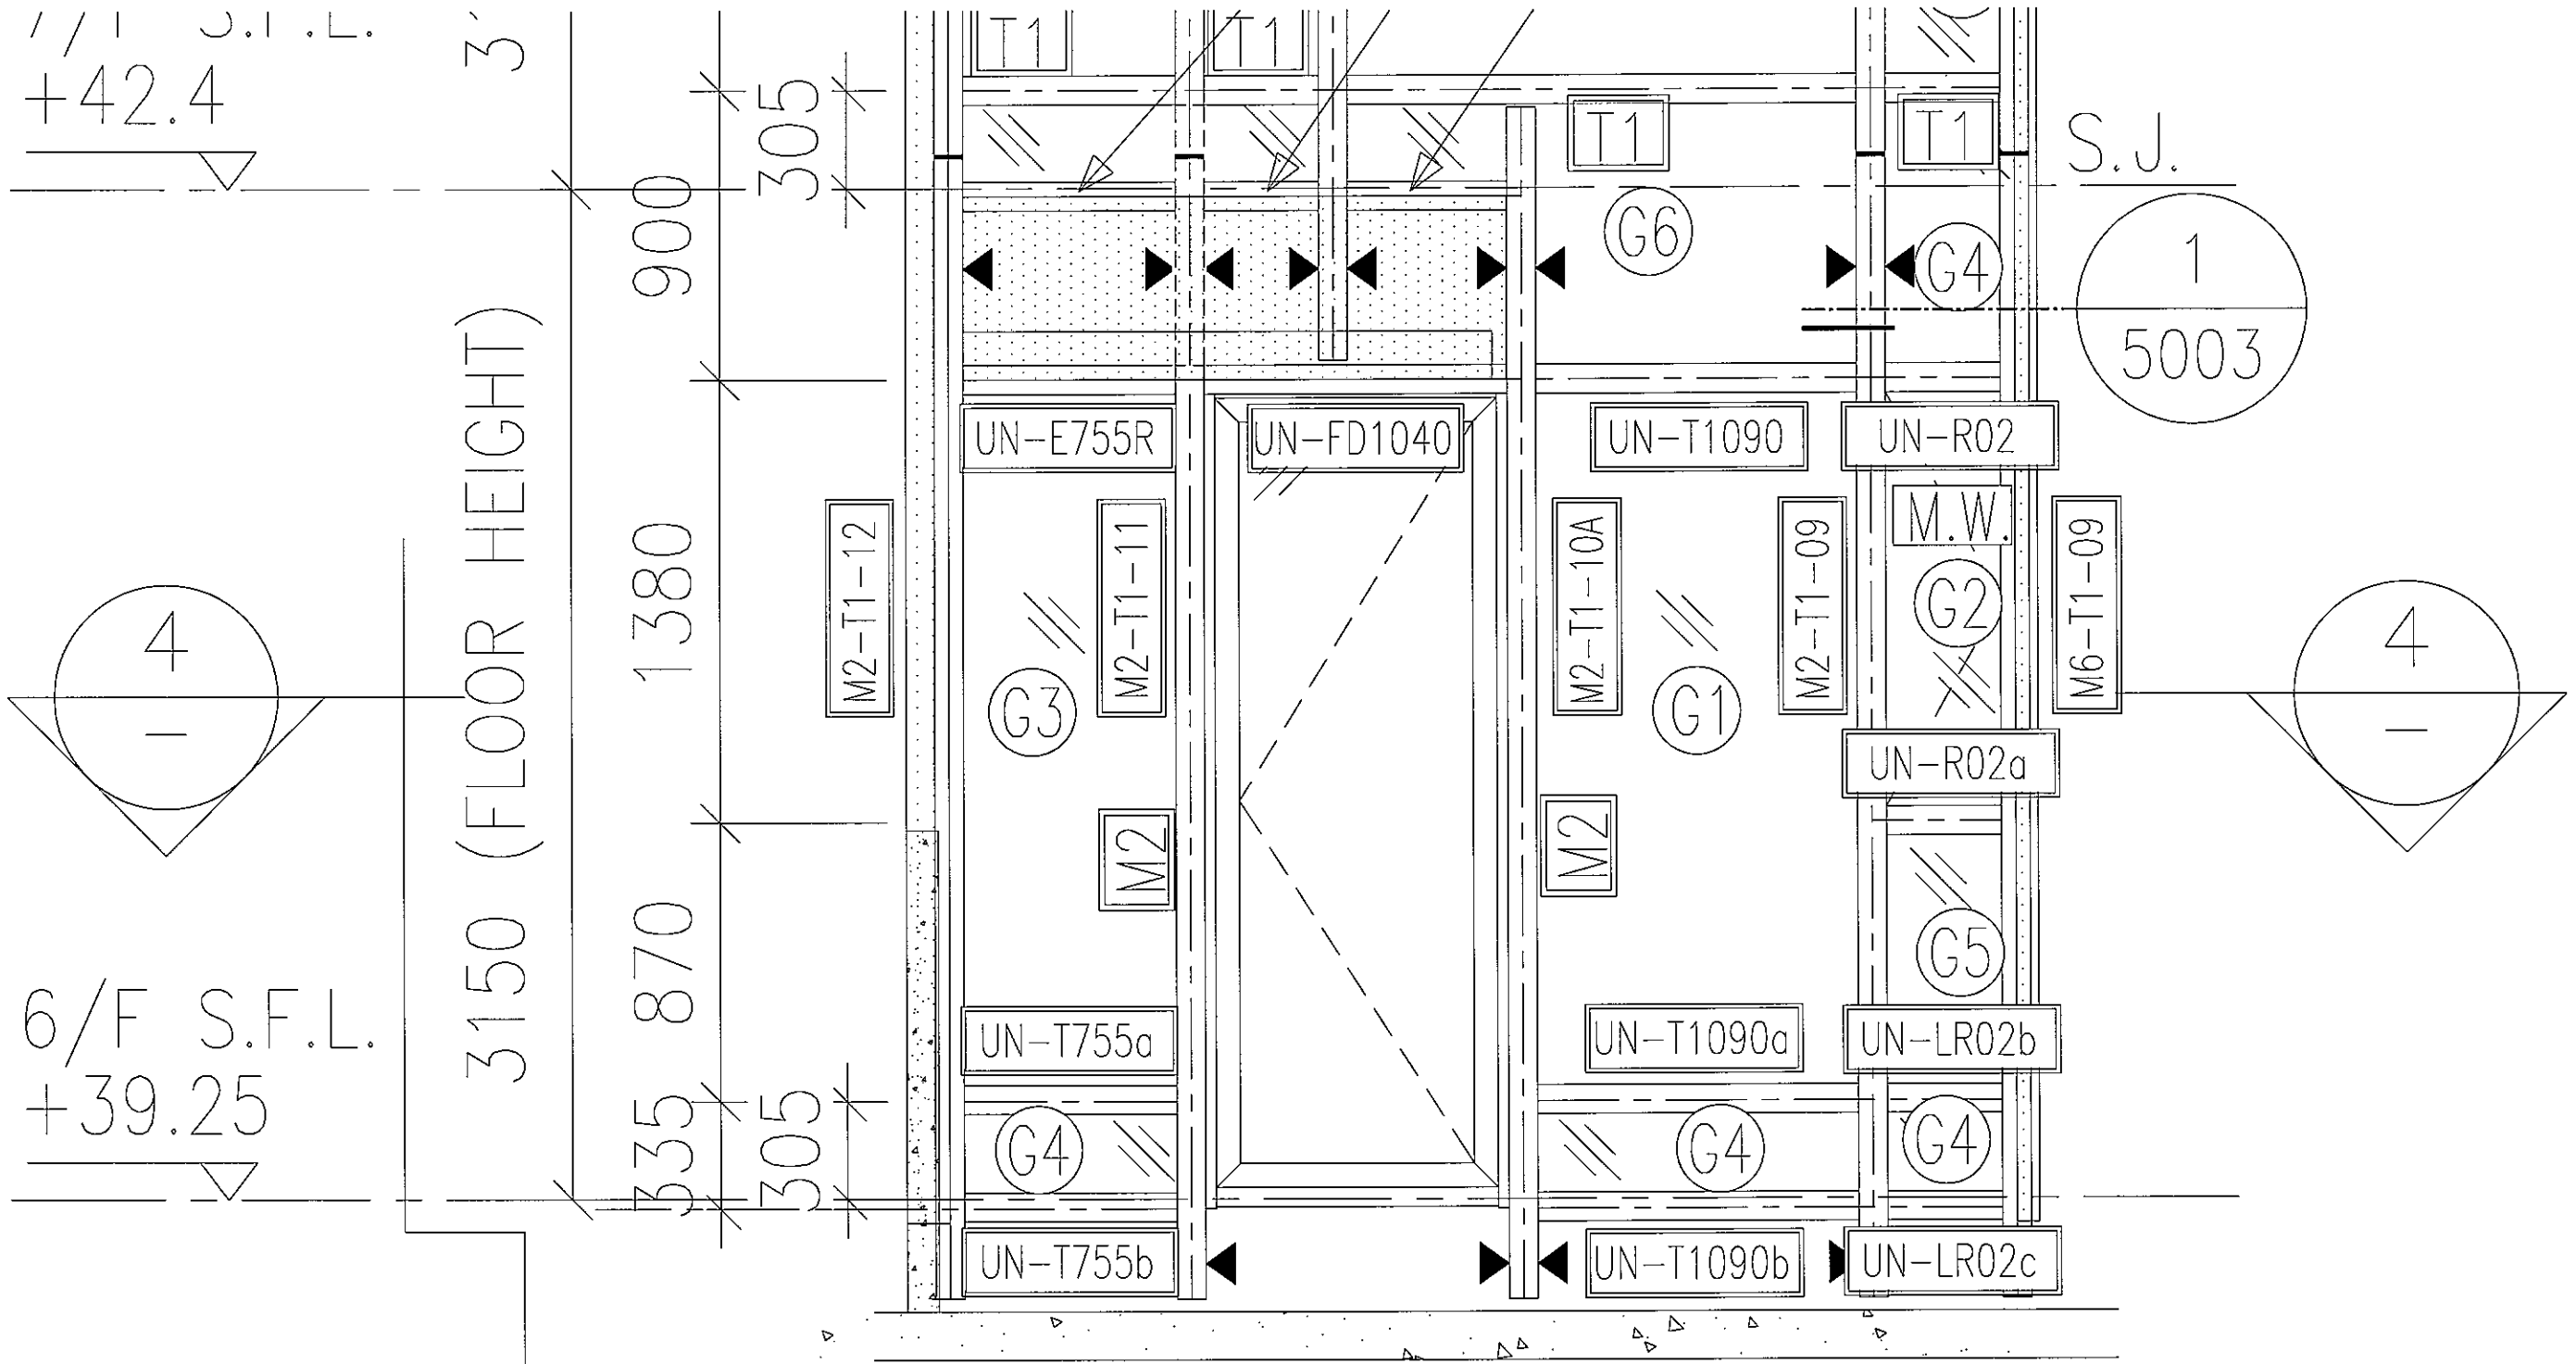 T1
T1
+42.4
305
T1
T1
S.J.
900
G6
G4
1
5003
UN-E755R
UN-FD1040
UN-T1090
UN-R02
M.W.
M2-T1-12
M2-T1-11
M2-T1-10A
M2-T1-09
M6-T1-09
3150 (FLOOR HEIGHT)
1380
G2
4
–
4
–
G3
G1
UN-R02a
M2
M2
870
G5
6/F S.F.L.
+39.25
UN-T755a
UN-T1090a
UN-LR02b
335
305
G4
G4
G4
UN-T755b
UN-T1090b
UN-LR02c